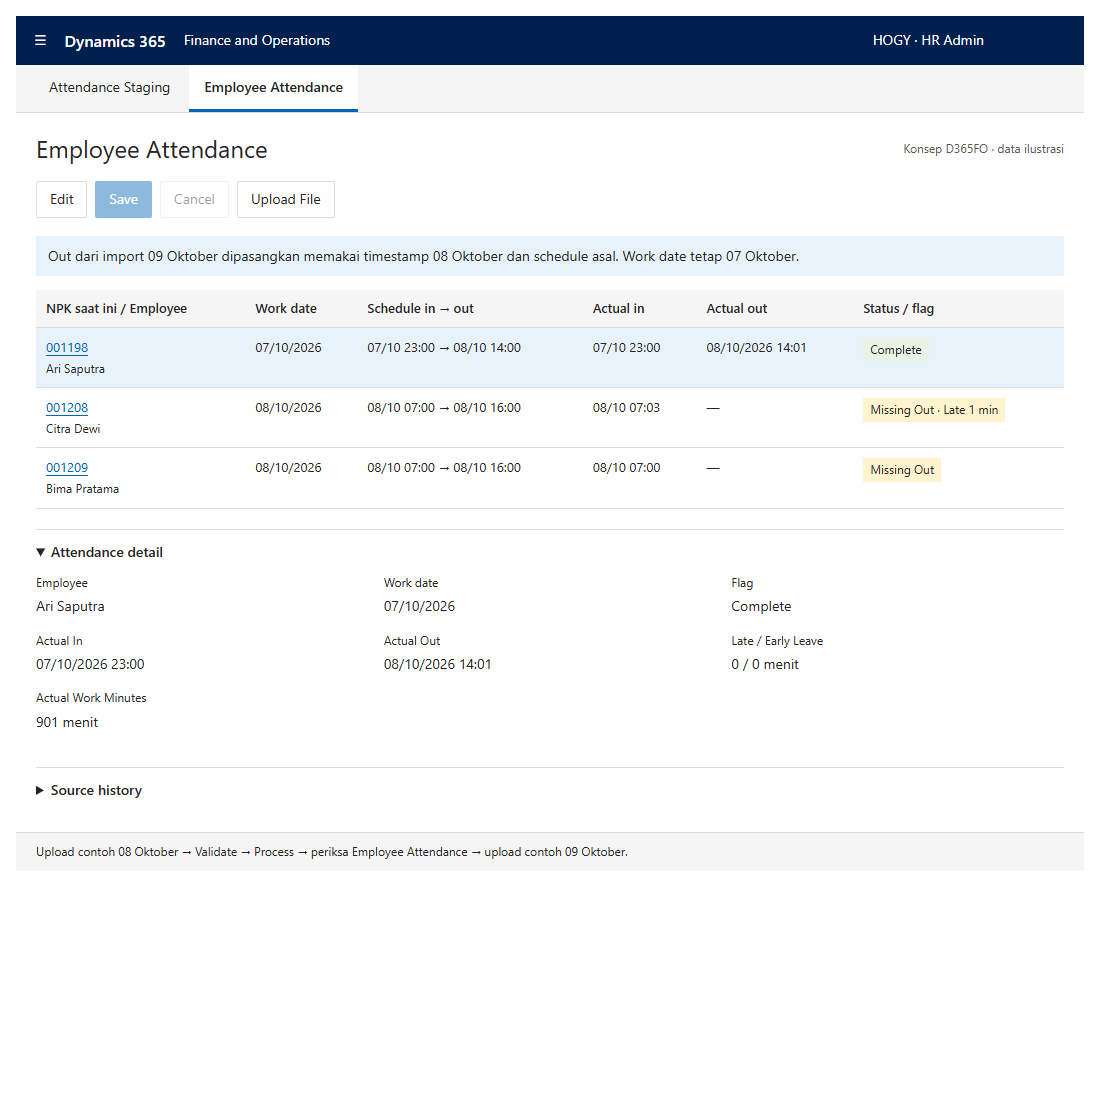 ☰ Dynamics 365 Finance and Operations HOGY · HR Admin
Attendance Staging Employee Attendance
Employee Attendance Konsep D365FO · data ilustrasi
Edit Save Cancel Upload File
Out dari import 09 Oktober dipasangkan memakai timestamp 08 Oktober dan schedule asal. Work date tetap 07 Oktober.
NPK saat ini / Employee Work date Schedule in → out Actual in Actual out Status / flag
001198 07/10/2026 07/10 23:00 → 08/10 14:00 07/10 23:00 08/10/2026 14:01 Complete
Ari Saputra
001208 08/10/2026 08/10 07:00 → 08/10 16:00 08/10 07:03 — Missing Out · Late 1 min
Citra Dewi
001209 08/10/2026 08/10 07:00 → 08/10 16:00 08/10 07:00 — Missing Out
Bima Pratama
▼ Attendance detail
Employee Work date Flag
Ari Saputra 07/10/2026 Complete
Actual In Actual Out Late / Early Leave
07/10/2026 23:00 08/10/2026 14:01 0 / 0 menit
Actual Work Minutes
901 menit
▶ Source history
Upload contoh 08 Oktober → Validate → Process → periksa Employee Attendance → upload contoh 09 Oktober.